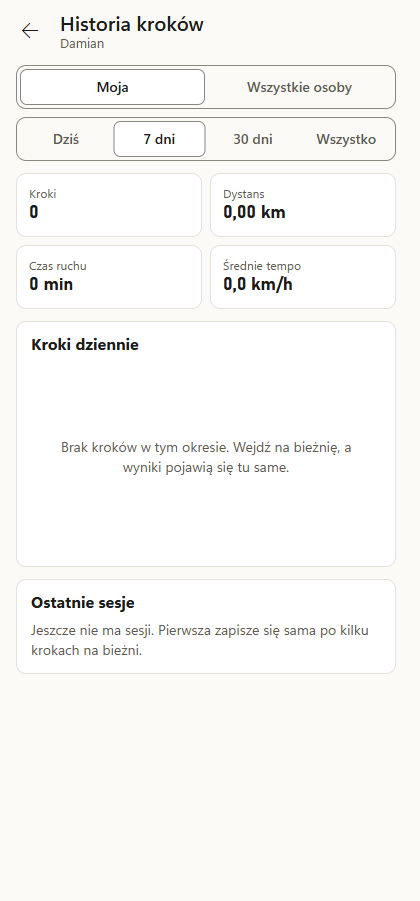 Historia kroków
Damian
Moja
Wszystkie osoby
Dziś
7 dni
30 dni
Wszystko
Kroki
0
Dystans
0,00 km
Czas ruchu
0 min
Średnie tempo
0,0 km/h
Kroki dziennie
Brak kroków w tym okresie. Wejdź na bieżnię, a
wyniki pojawią się tu same.
Ostatnie sesje
Jeszcze nie ma sesji. Pierwsza zapisze się sama po kilku
krokach na bieżni.